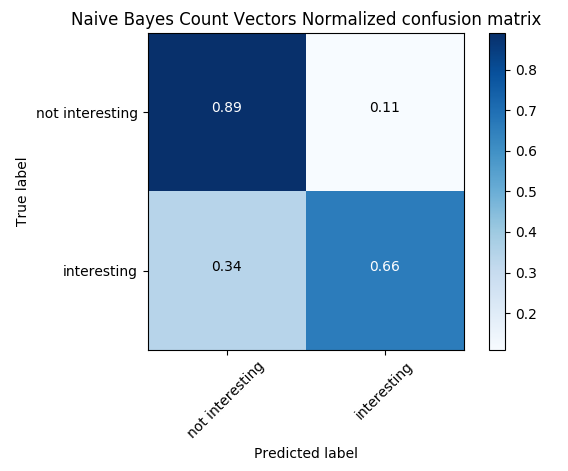 Naive Bayes Count Vectors Normalized confusion matrix
not interesting
interesting
True label
0.89
0.11
0.34
0.66
not interesting
interesting
Predicted label
0.8
0.7
0.6
0.5
0.4
0.3
0.2